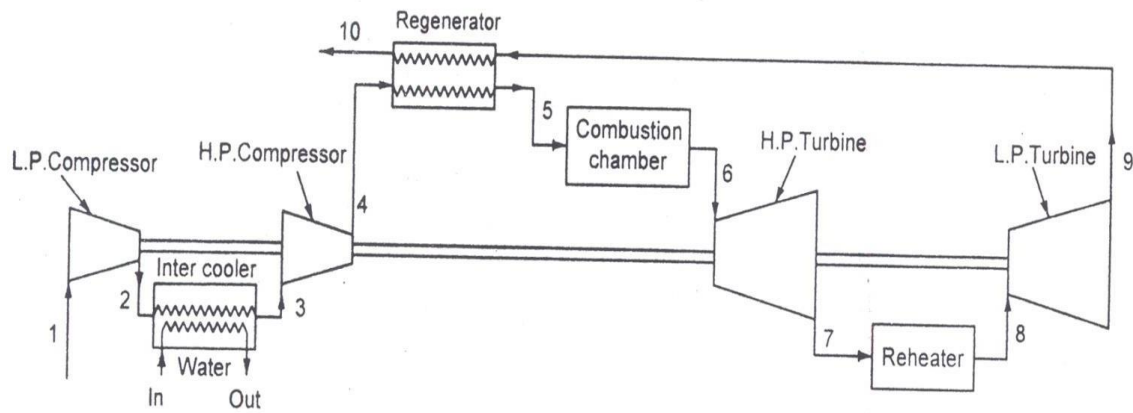 10
Regenerator
5
Combustion
chamber
H.P.Turbine
L.P.Turbine
L.P.Compressor
H.P.Compressor
4
6
9
Inter cooler
2
3
1
Water
In
Out
7
Reheater
8